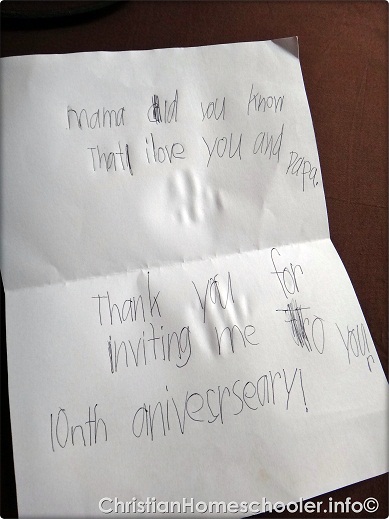 mama did you know
that i love you and papa.
Thank you for
inviting me to your
10nth aniversseary!
ChristianHomeschooler.info©